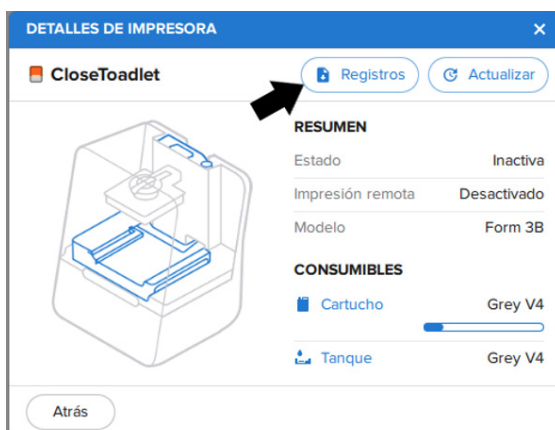 DETALLES DE IMPRESORA
CloseToadlet
Registros
Actualizar
RESUMEN
Estado Inactiva
Impresión remota Desactivado
Modelo Form 3B
CONSUMIBLES
Cartucho Grey V4
Tanque Grey V4
Atrás